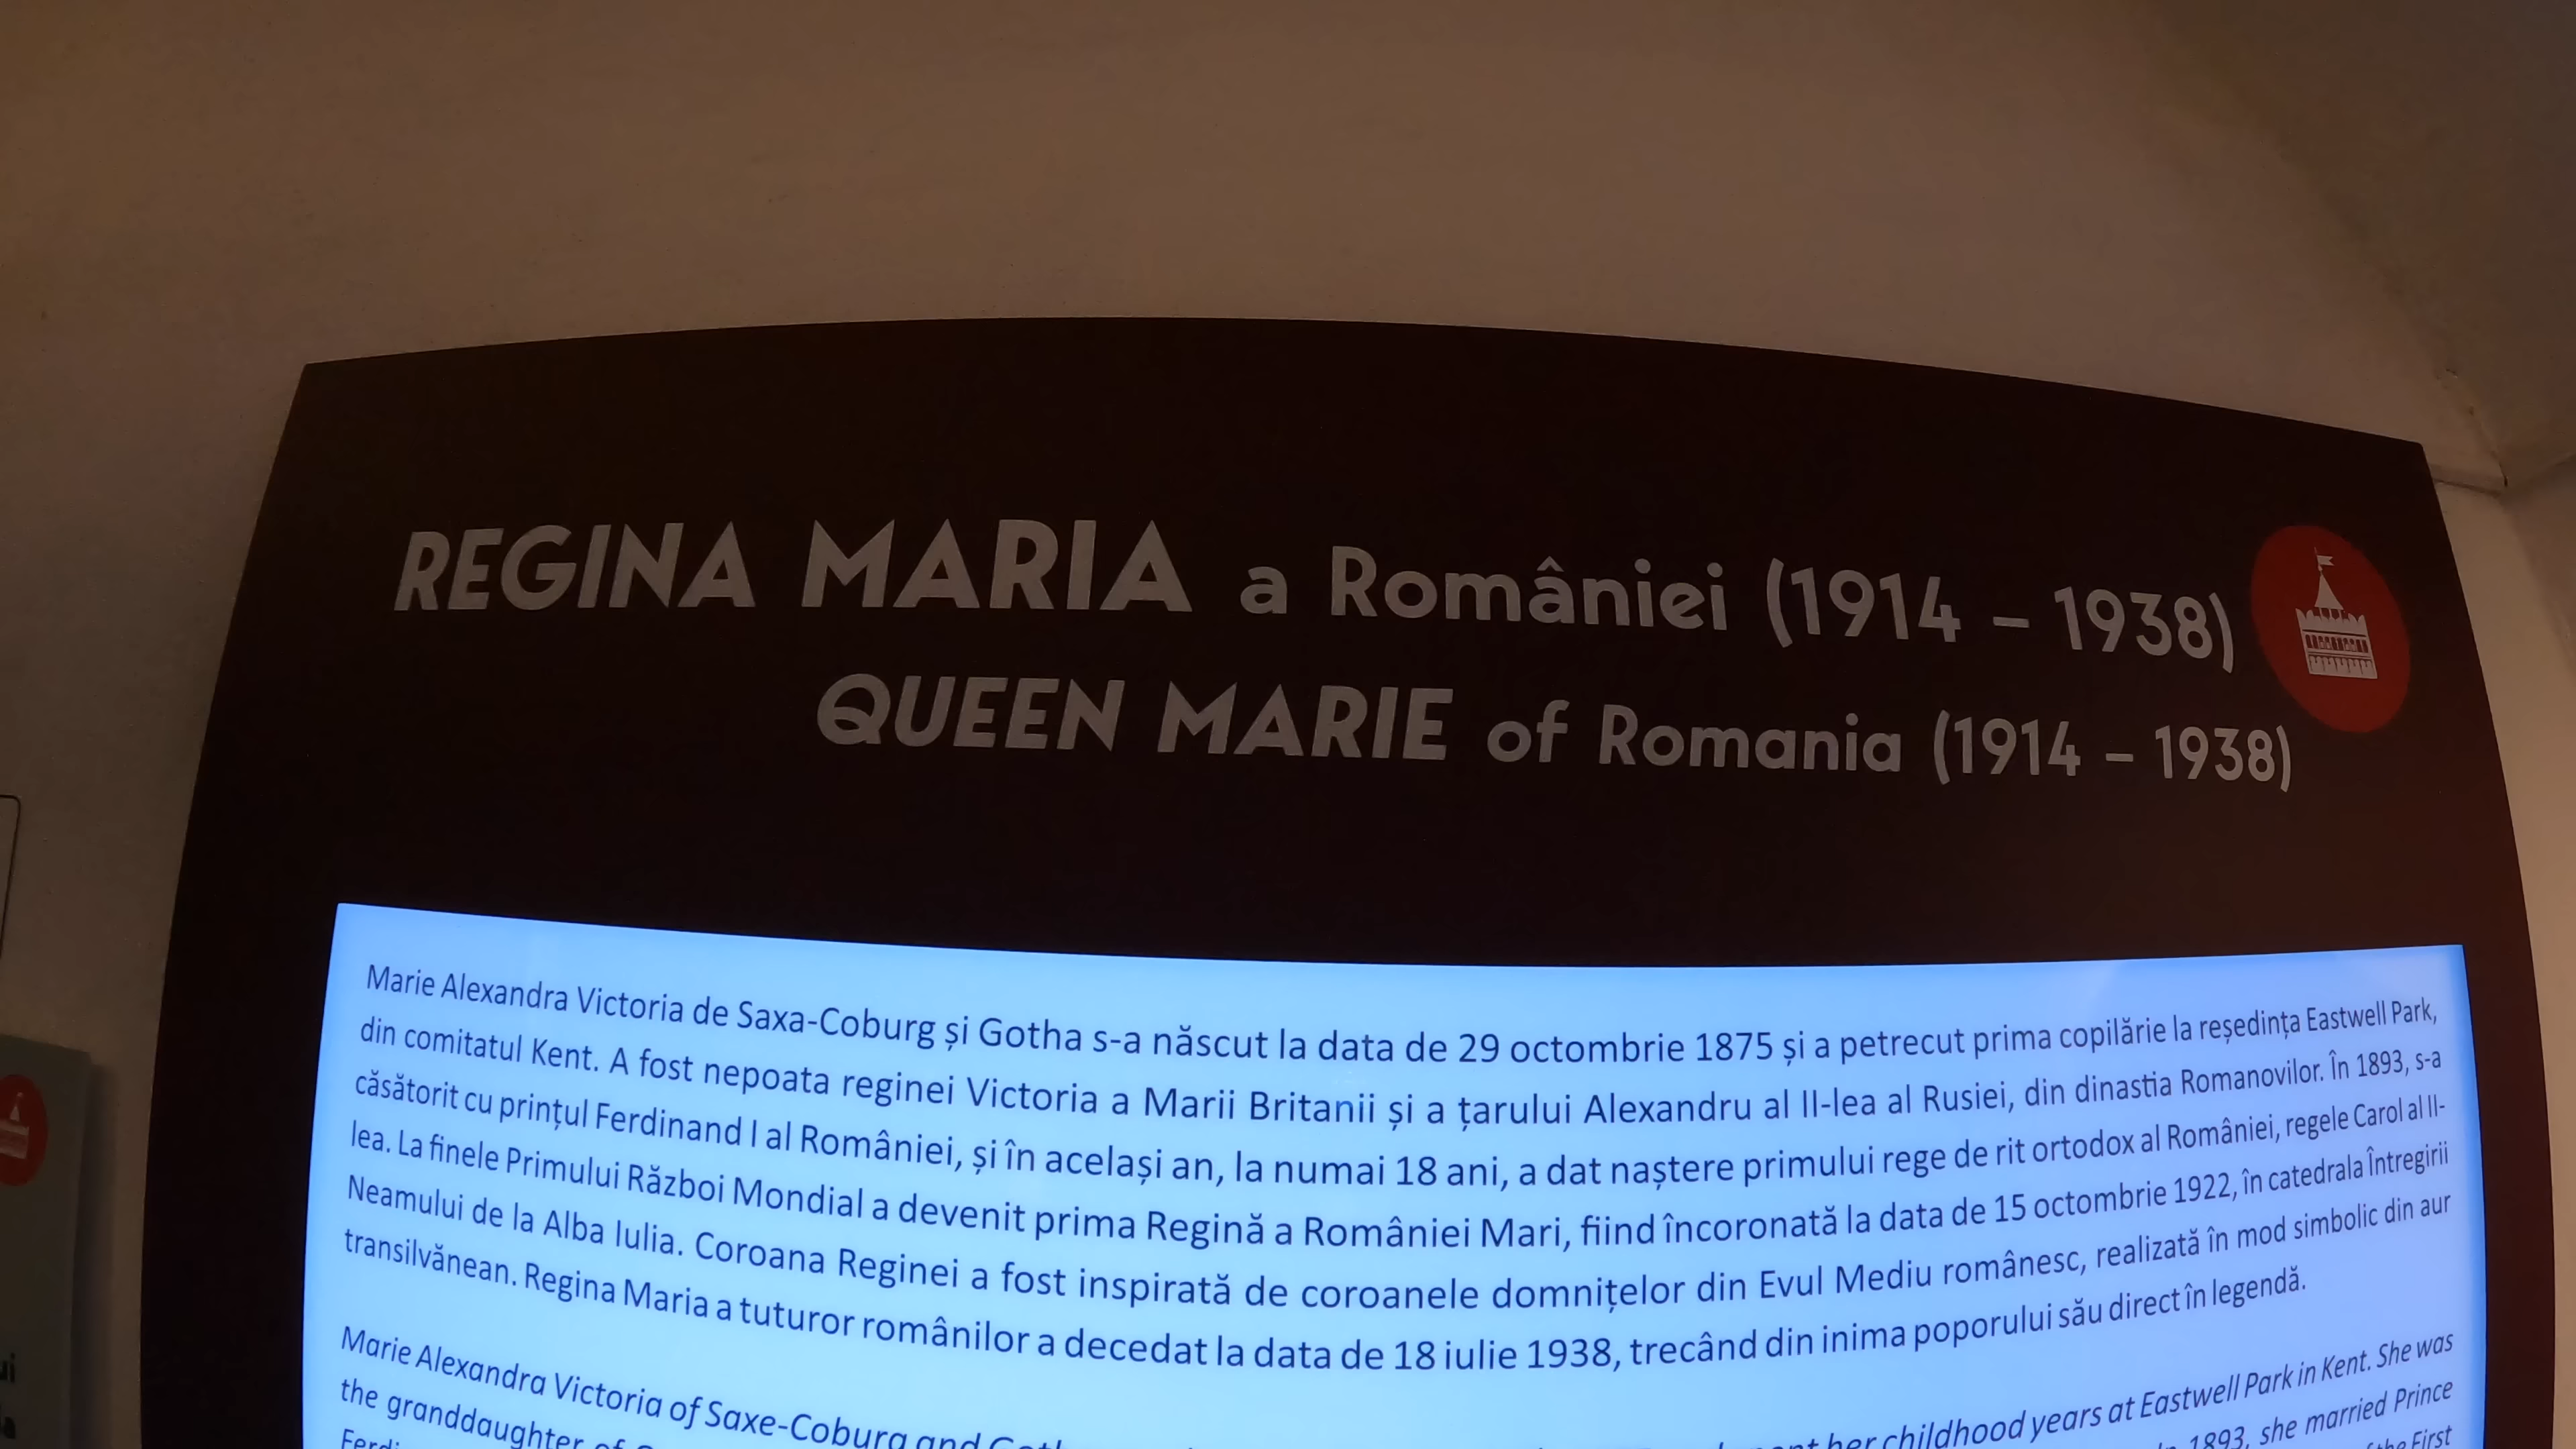 REGINA MARIA a României (1914 – 1938)
QUEEN MARIE of Romania (1914 – 1938)
Marie Alexandra Victoria de Saxa-Coburg și Gotha s-a născut la data de 29 octombrie 1875 și a petrecut prima copilărie la reședința Eastwell Park,
din comitatul Kent. A fost nepoata reginei Victoria a Marii Britanii și a țarului Alexandru al II-lea al Rusiei, din dinastia Romanovilor. În 1893, s-a
căsătorit cu prințul Ferdinand I al României, și în același an, la numai 18 ani, a dat naștere primului rege de rit ortodox al României, regele Carol al II-
lea. La finele Primului Război Mondial a devenit prima Regină a României Mari, fiind încoronată la data de 15 octombrie 1922, în catedrala Întregirii
Neamului de la Alba Iulia. Coroana Reginei a fost inspirată de coroanele domnițelor din Evul Mediu românesc, realizată în mod simbolic din aur
transilvănean. Regina Maria a tuturor românilor a decedat la data de 18 iulie 1938, trecând din inima poporului său direct în legendă.
Marie Alexandra Victoria of Saxe-Coburg and her childhood years at Eastwell Park in Kent. She was
the granddaughter 1893, she married Prince
the First